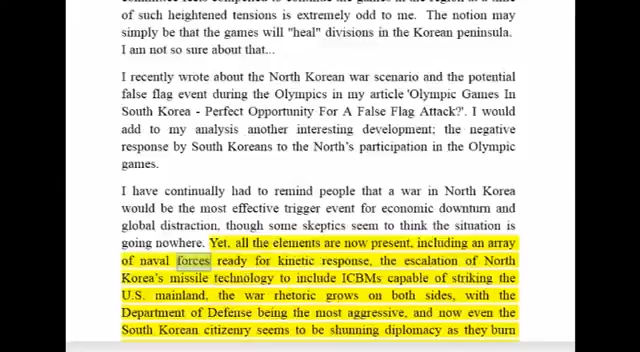 of such heightened tensions is extremely odd to me. The notion may
simply be that the games will "heal" divisions in the Korean peninsula.
I am not so sure about that...
I recently wrote about the North Korean war scenario and the potential
false flag event during the Olympics in my article 'Olympic Games In
South Korea - Perfect Opportunity For A False Flag Attack?'. I would
add to my analysis another interesting development; the negative
response by South Koreans to the North's participation in the Olympic
games.
I have continually had to remind people that a war in North Korea
would be the most effective trigger event for economic downturn and
global distraction, though some skeptics seem to think the situation is
going nowhere. Yet, all the elements are now present, including an array
of naval forces ready for kinetic response, the escalation of North
Korea's missile technology to include ICBMs capable of striking the
U.S. mainland, the war rhetoric grows on both sides, with the
Department of Defense being the most aggressive, and now even the
South Korean citizenry seems to be shunning diplomacy as they burn